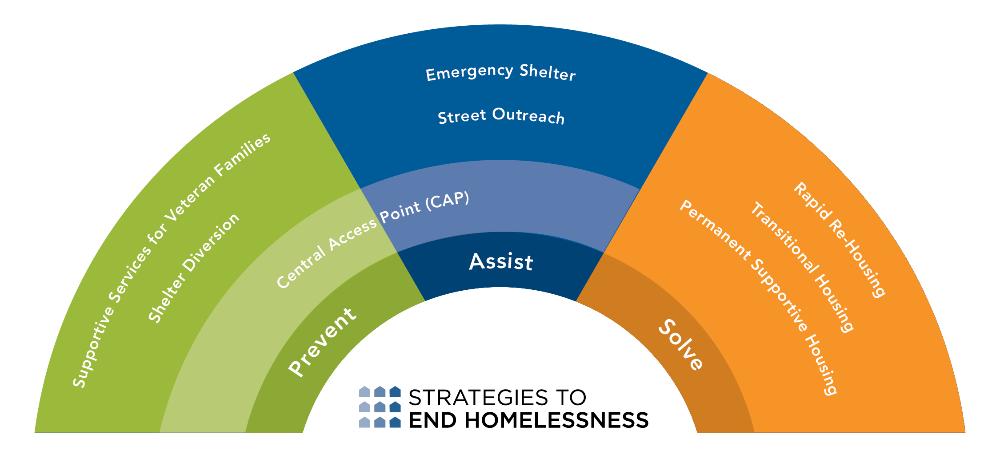 Supportive Services for Veteran Families
Shelter Diversion
Central Access Point (CAP)
Prevent
Emergency Shelter
Street Outreach
Assist
Rapid Re-Housing
Transitional Housing
Permanent Supportive Housing
Solve
STRATEGIES TO
END HOMELESSNESS